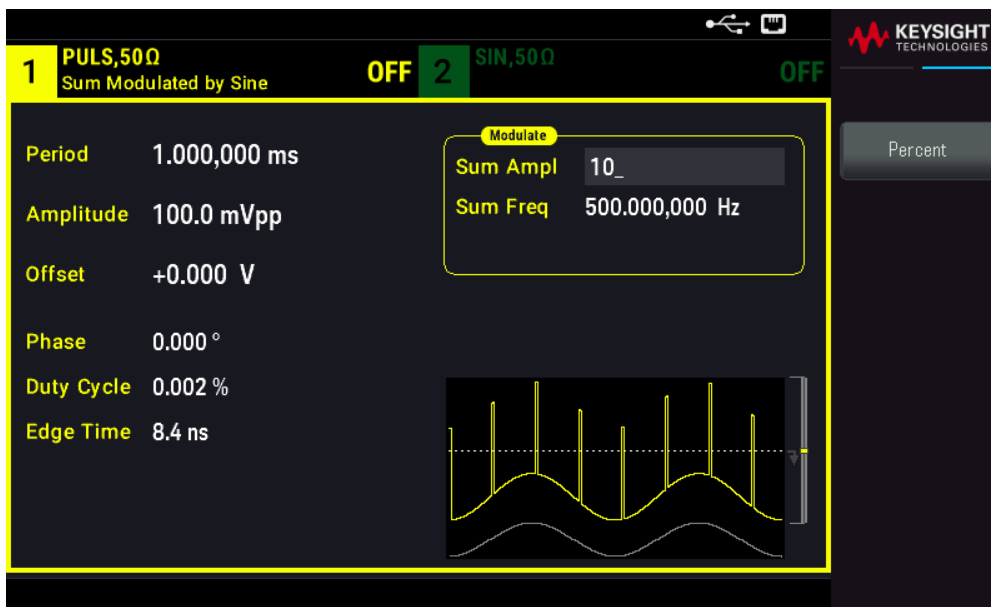 KEYSIGHT
TECHNOLOGIES
1 PULS,50Ω OFF 2 SIN,50Ω OFF
Sum Modulated by Sine
Modulate
Period 1.000,000 ms
Sum Ampl 10_
Percent
Amplitude 100.0 mVpp
Sum Freq 500.000,000 Hz
Offset +0.000 V
Phase 0.000 °
Duty Cycle 0.002 %
Edge Time 8.4 ns